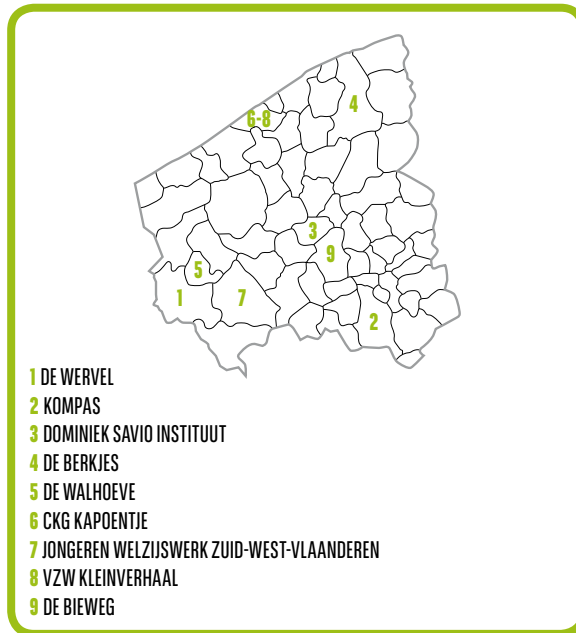 4
6-8
3
9
5
1
7
2
1 DE WERVEL
2 KOMPAS
3 DOMINIEK SAVIO INSTITUUT
4 DE BERKJES
5 DE WALHOEVE
6 CKG KAPOENTJE
7 JONGEREN WELZIJSWERK ZUID-WEST-VLAANDEREN
8 VZW KLEINVERHAAL
9 DE BIEWEG